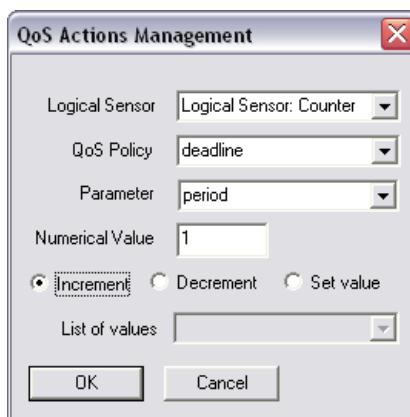 QoS Actions Management
Logical Sensor Logical Sensor: Counter
QoS Policy deadline
Parameter period
Numerical Value 1
Increment Decrement Set value
List of values
OK Cancel